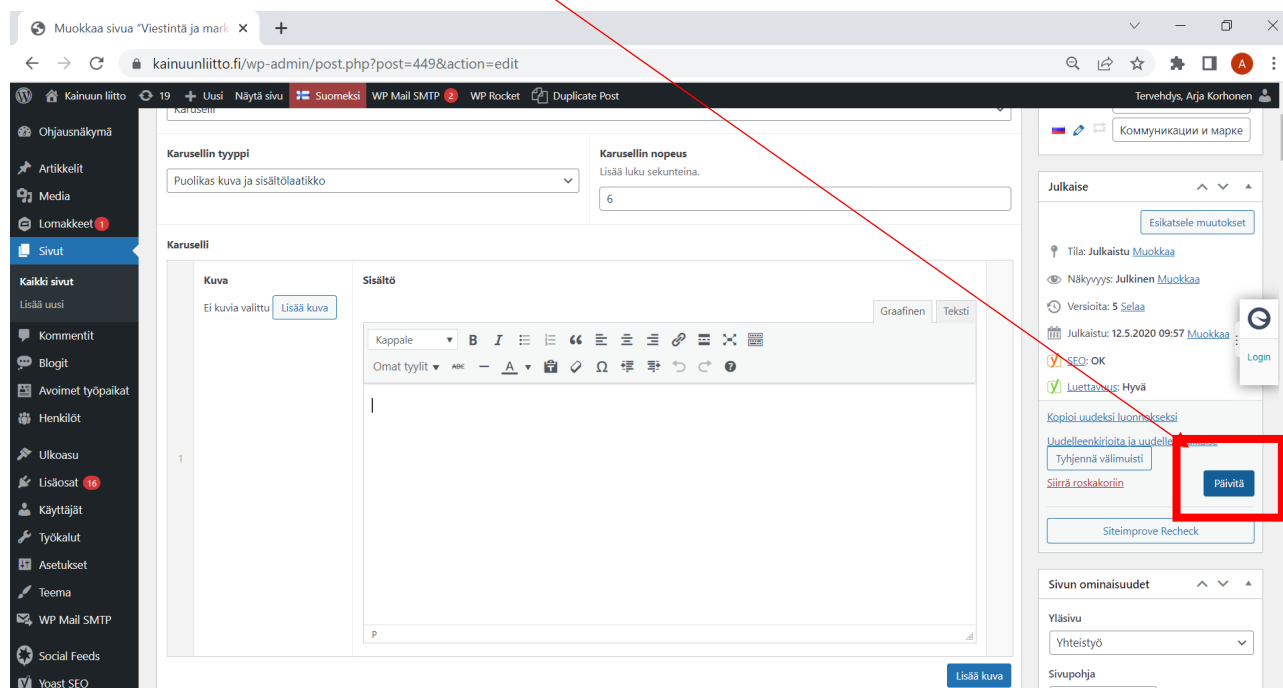 Muokkaa sivua "Viestintä ja mark
kainuunliitto.fi/wp-admin/post.php?post=449&action=edit
A
Kainuun liitto 19 Uusi Näytä sivu Suomeksi WP Mail SMTP 2 WP Rocket Duplicate Post Tervehdys, Arja Korhonen
Ohjausnäkymä
Artikkelit
Media
Lomakkeet 1
Sivut
Kaikki sivut
Lisää uusi
Kommentit
Blogit
Avoimet työpaikat
Henkilöt
Ulkoasu
Lisäosat 16
Käyttäjät
Työkalut
Asetukset
Teema
WP Mail SMTP
Social Feeds
Yoast SEO
Karuselli
Karusellin tyyppi
Puolikas kuva ja sisältölaatikko
Karusellin nopeus
Lisää luku sekunteina.
6
Karuselli
Kuva
Ei kuvia valittu Lisää kuva
1
Sisältö
Graafinen Teksti
Kappale B I
Omat tyylit ABC A Ω
P
Lisää kuva
Коммуникации и марке
Julkaise
Esikatsele muutokset
Tila: Julkaistu Muokkaa
Näkyvyys: Julkinen Muokkaa
Versioita: 5 Selaa
Julkaistu: 12.5.2020 09:57 Muokkaa
SEO: OK
Luettavuus: Hyvä
Kopioi uudeksi luonnokseksi
Uudelleenkirjoita ja uudelleenjulkaise
Tyhjennä välimuisti
Siirrä roskakoriin
Päivitä
Siteimprove Recheck
Login
Sivun ominaisuudet
Yläsivu
Yhteistyö
Sivupohja